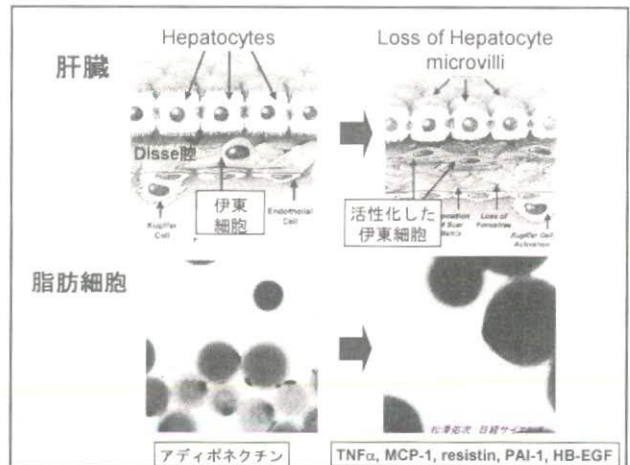 肝臓
Hepatocytes
Loss of Hepatocyte
microvilli
Disse腔
伊東
細胞
Kupffer
Cell
Endothelial
Cell
活性化した
伊東細胞
Loss of
Fenestrae
Kupffer Cell
Activation
脂肪細胞
アディポネクチン
TNFα, MCP-1, resistin, PAI-1, HB-EGF